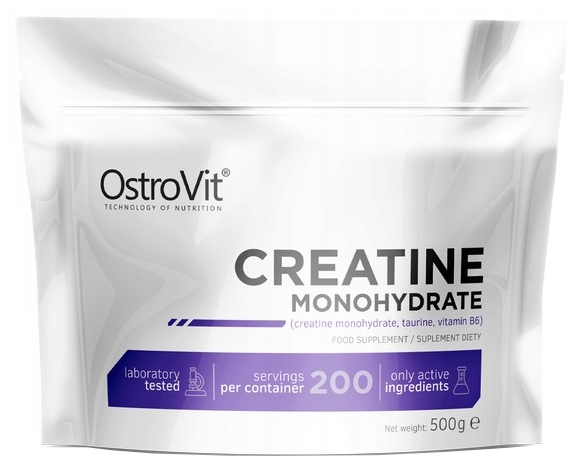 OstroVit®
TECHNOLOGY OF NUTRITION
CREATINE
MONOHYDRATE
(creatine monohydrate, taurine, vitamin B6)
FOOD SUPPLEMENT / SUPLEMENT DIETY
laboratory
tested
servings
per container 200
only active
ingredients
Net weight: 500g ℮